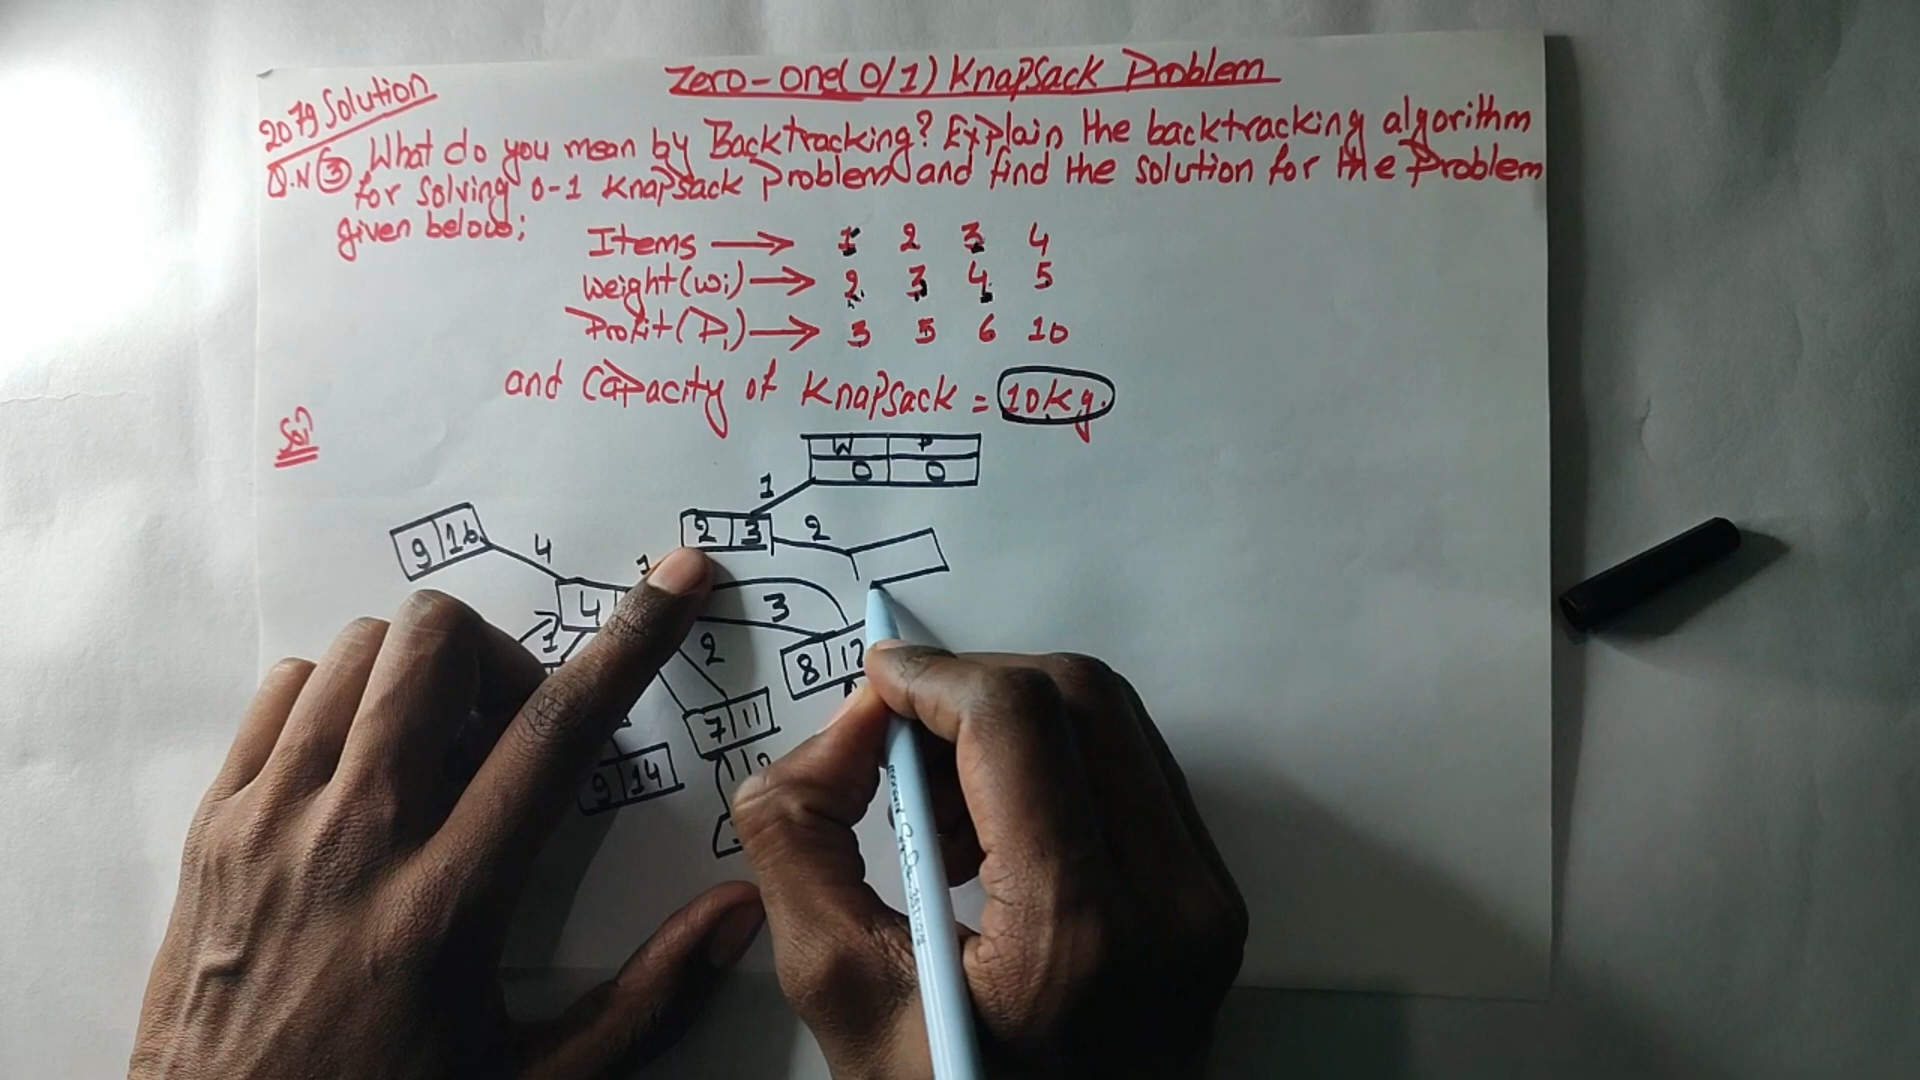 Zero-one(0/1) Knapsack Problem
2079 Solution
Q.N③ What do you mean by Backtracking? Explain the backtracking algorithm
for solving 0-1 Knapsack Problem and find the solution for the Problem
given below;
Items → 1 2 3 4
Weight(wi) → 2 3 4 5
Profit(Pi) → 3 5 6 10
and Capacity of Knapsack = 10kg.
Sol
W P
0 0
1
2 3
2
9 16
4
1
4
3
1
2
8 12
7 11
9 14